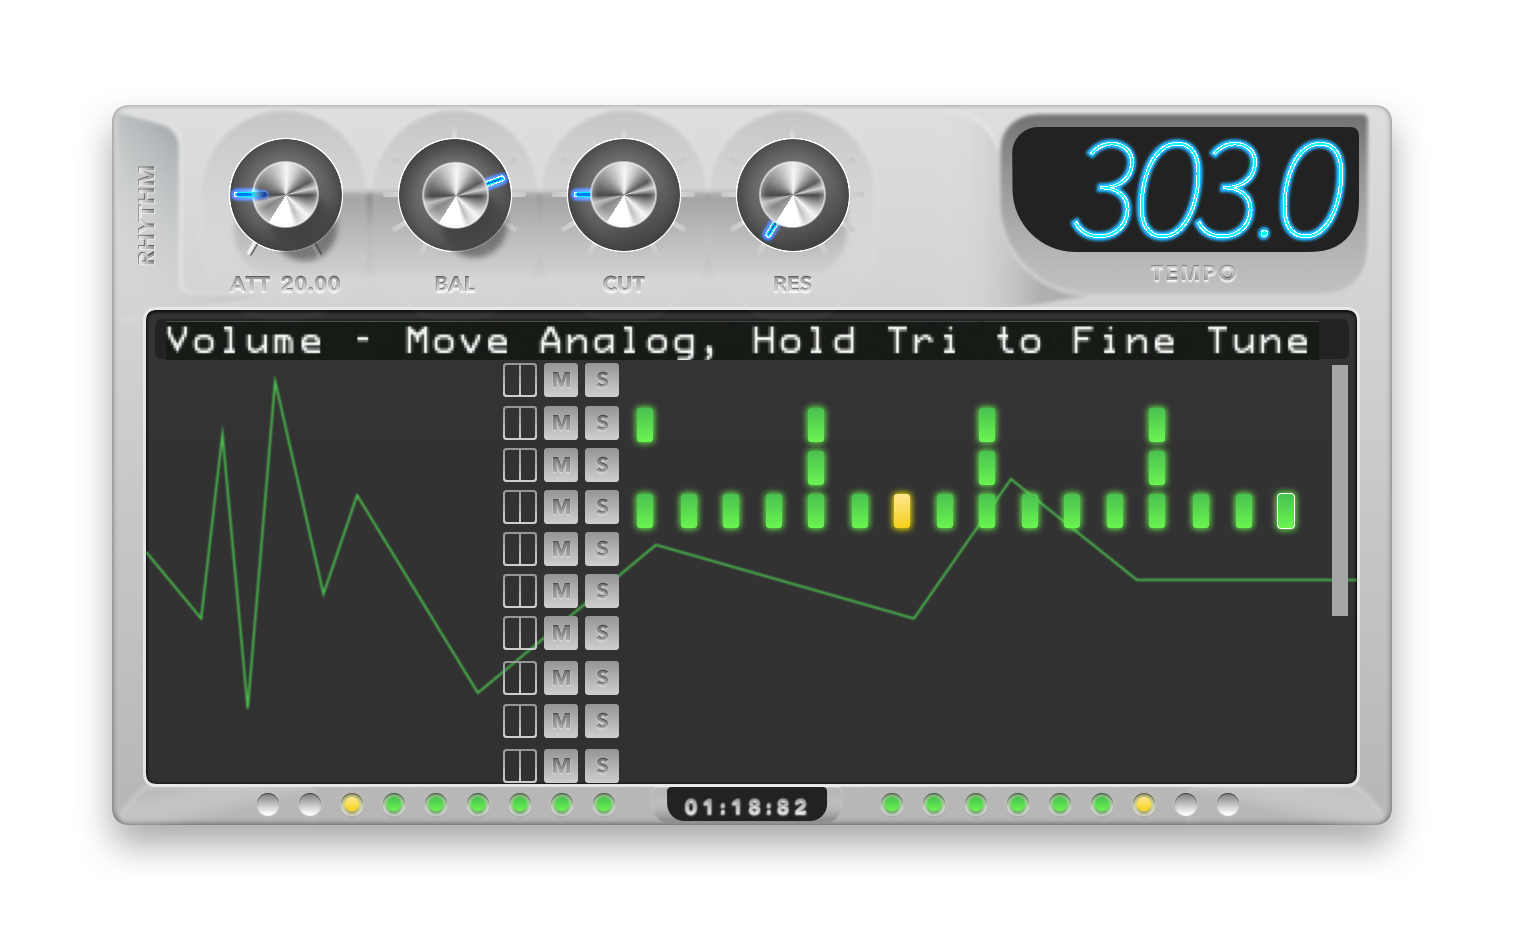 RHYTHM
ATT 20.00
BAL
CUT
RES
303.0
TEMPO
Volume - Move Analog, Hold Tri to Fine Tune
M S
M S
M S
M S
M S
M S
M S
M S
M S
M S
01:18:82